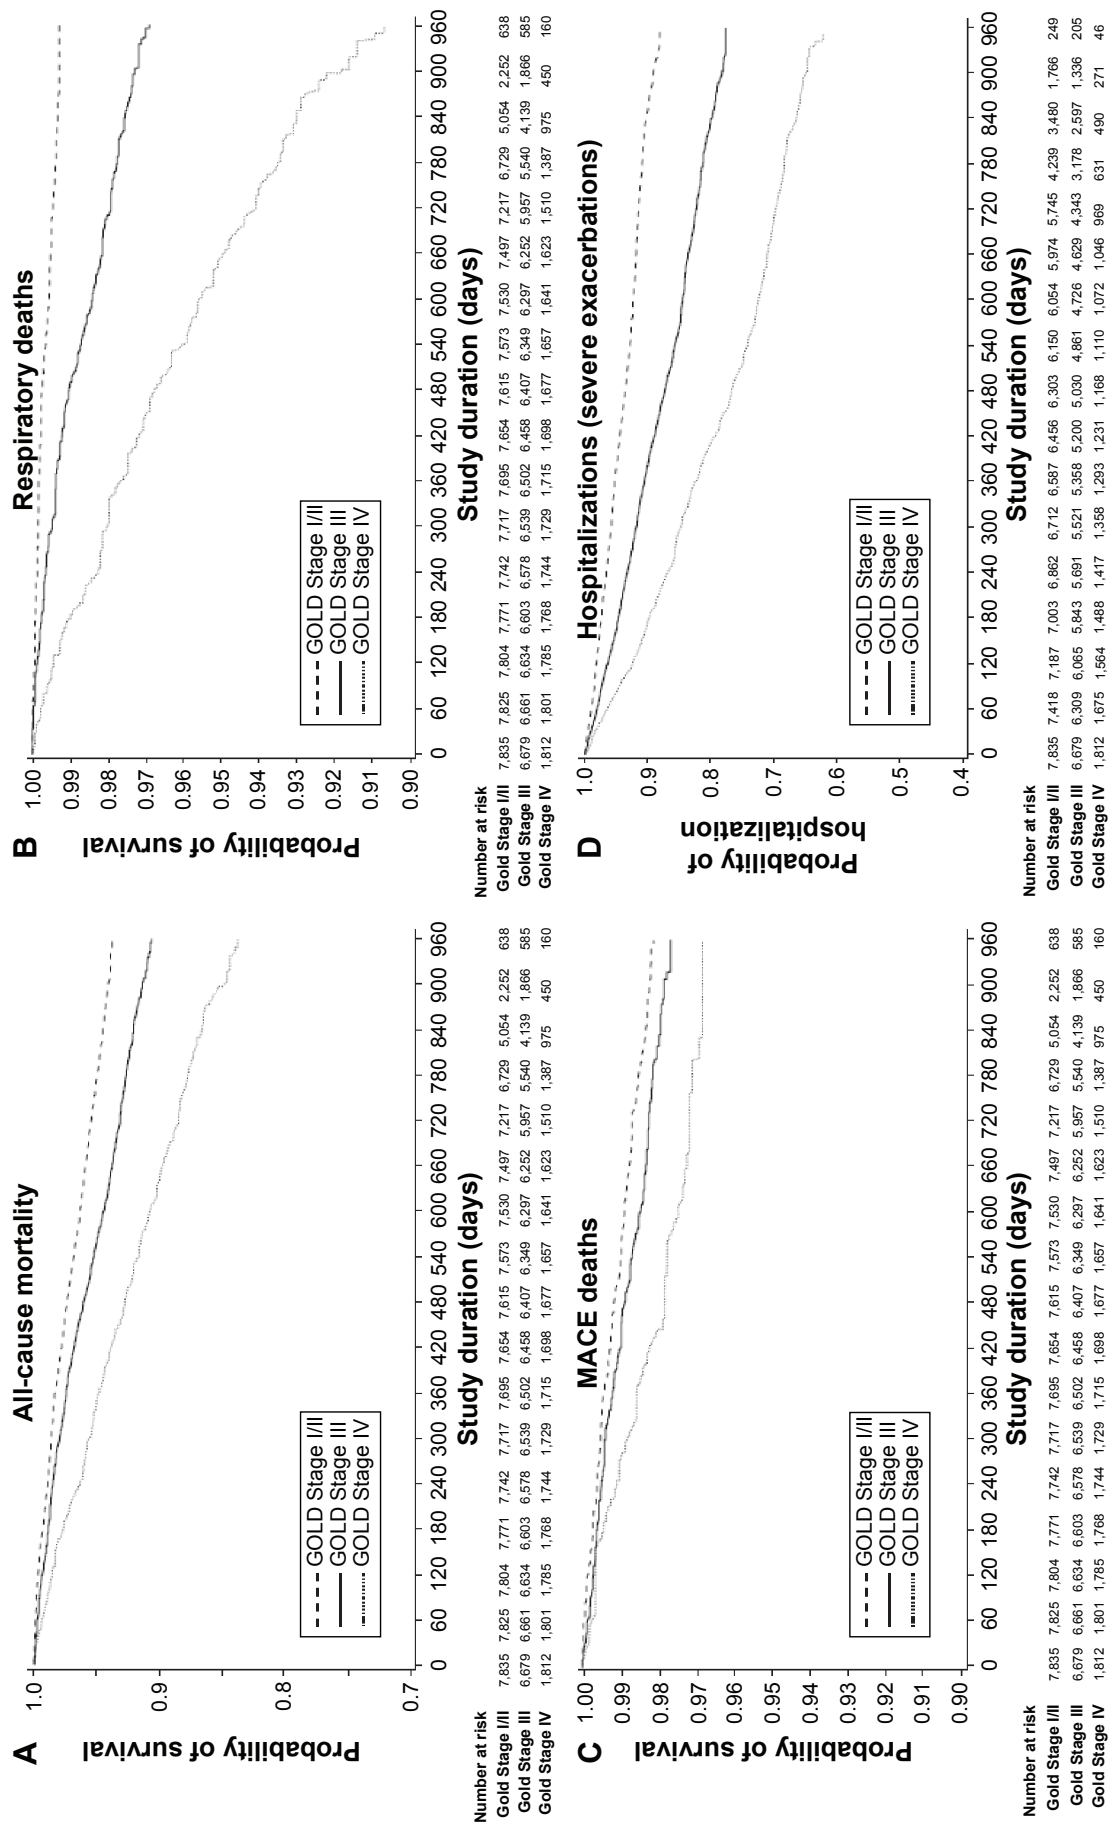 A
All-cause mortality
Probability of survival
1.0
0.9
0.8
0.7
GOLD Stage I/II
GOLD Stage III
GOLD Stage IV
0 60 120 180 240 300 360 420 480 540 600 660 720 780 840 900 960
Study duration (days)
Number at risk
Gold Stage I/II 7,835 7,825 7,804 7,771 7,742 7,717 7,695 7,654 7,615 7,573 7,530 7,497 7,217 6,729 5,054 2,252 638
Gold Stage III 6,679 6,661 6,634 6,603 6,578 6,539 6,502 6,458 6,407 6,349 6,297 6,252 5,957 5,540 4,139 1,866 585
Gold Stage IV 1,812 1,801 1,785 1,768 1,744 1,729 1,715 1,698 1,677 1,657 1,641 1,623 1,510 1,387 975 450 160
B
Respiratory deaths
Probability of survival
1.00
0.99
0.98
0.97
0.96
0.95
0.94
0.93
0.92
0.91
0.90
GOLD Stage I/II
GOLD Stage III
GOLD Stage IV
0 60 120 180 240 300 360 420 480 540 600 660 720 780 840 900 960
Study duration (days)
Number at risk
Gold Stage I/II 7,835 7,825 7,804 7,771 7,742 7,717 7,695 7,654 7,615 7,573 7,530 7,497 7,217 6,729 5,054 2,252 638
Gold Stage III 6,679 6,661 6,634 6,603 6,578 6,539 6,502 6,458 6,407 6,349 6,297 6,252 5,957 5,540 4,139 1,866 585
Gold Stage IV 1,812 1,801 1,785 1,768 1,744 1,729 1,715 1,698 1,677 1,657 1,641 1,623 1,510 1,387 975 450 160
C
MACE deaths
Probability of survival
1.00
0.99
0.98
0.97
0.96
0.95
0.94
0.93
0.92
0.91
0.90
GOLD Stage I/II
GOLD Stage III
GOLD Stage IV
0 60 120 180 240 300 360 420 480 540 600 660 720 780 840 900 960
Study duration (days)
Number at risk
Gold Stage I/II 7,835 7,825 7,804 7,771 7,742 7,717 7,695 7,654 7,615 7,573 7,530 7,497 7,217 6,729 5,054 2,252 638
Gold Stage III 6,679 6,661 6,634 6,603 6,578 6,539 6,502 6,458 6,407 6,349 6,297 6,252 5,957 5,540 4,139 1,866 585
Gold Stage IV 1,812 1,801 1,785 1,768 1,744 1,729 1,715 1,698 1,677 1,657 1,641 1,623 1,510 1,387 975 450 160
D
Hospitalizations (severe exacerbations)
Probability of
hospitalization
1.0
0.9
0.8
0.7
0.6
0.5
0.4
GOLD Stage I/II
GOLD Stage III
GOLD Stage IV
0 60 120 180 240 300 360 420 480 540 600 660 720 780 840 900 960
Study duration (days)
Number at risk
Gold Stage I/II 7,835 7,418 7,187 7,003 6,862 6,712 6,587 6,456 6,303 6,150 6,054 5,974 5,745 4,239 3,480 1,766 249
Gold Stage III 6,679 6,309 6,065 5,843 5,691 5,521 5,358 5,200 5,030 4,861 4,726 4,629 4,343 3,178 2,597 1,336 205
Gold Stage IV 1,812 1,675 1,564 1,488 1,417 1,358 1,293 1,231 1,168 1,110 1,072 1,046 969 631 490 271 46